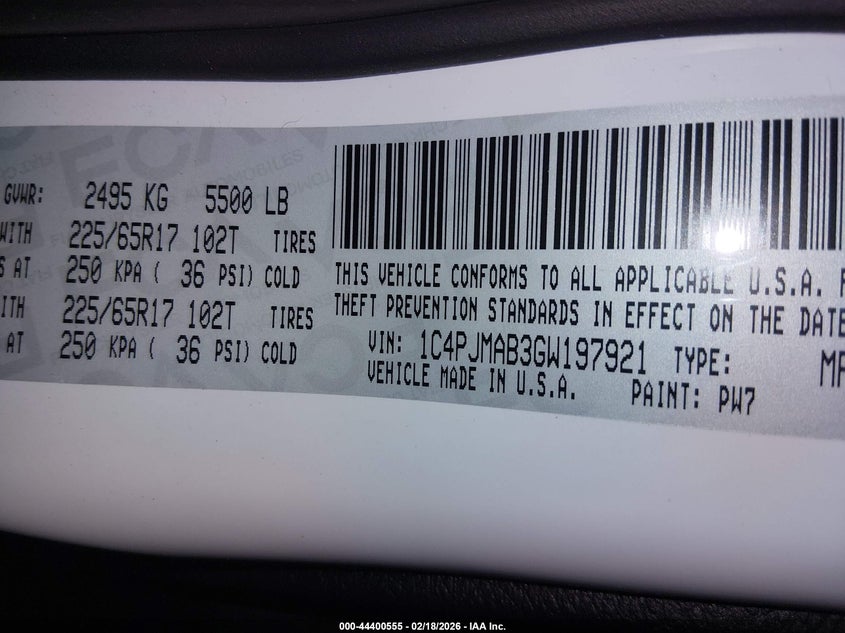 GVWR: 2495 KG 5500 LB
WITH 225/65R17 102T TIRES
S AT 250 KPA ( 36 PSI) COLD
ITH 225/65R17 102T TIRES
AT 250 KPA ( 36 PSI) COLD
THIS VEHICLE CONFORMS TO ALL APPLICABLE U.S.A. F
THEFT PREVENTION STANDARDS IN EFFECT ON THE DATE
VIN: 1C4PJMAB3GW197921 TYPE: MP
VEHICLE MADE IN U.S.A. PAINT: PW7
AUTOMOBILES
000-44400555 - 02/18/2026 - IAA Inc.